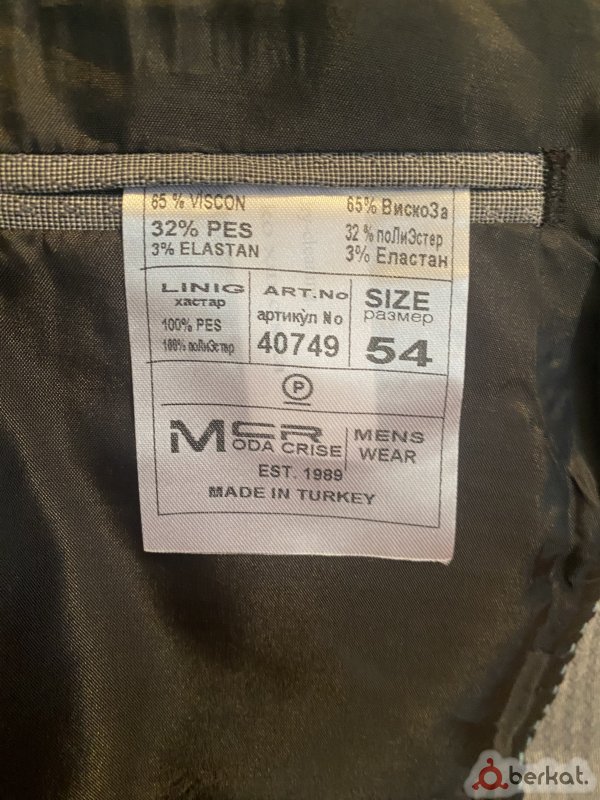 65 % VISCON 65% ВискоЗа
32% PES 32 % поЛиЭстер
3% ELASTAN 3% Еластан
LINIG ART.No SIZE
хастар артикул No размер
100% PES 40749 54
100% поЛиЭстер
P
MCR MENS
MODA CRISE WEAR
EST. 1989
MADE IN TURKEY
berkat.